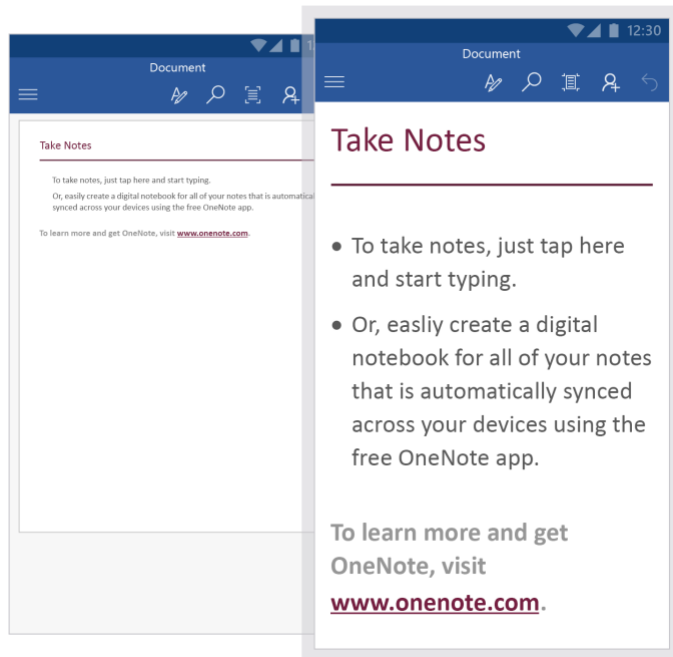 Document
Take Notes
To take notes, just tap here and start typing.
Or, easily create a digital notebook for all of your notes that is automatica
synced across your devices using the free OneNote app.
To learn more and get OneNote, visit www.onenote.com.
12:30
Document
Take Notes
• To take notes, just tap here
and start typing.
• Or, easliy create a digital
notebook for all of your notes
that is automatically synced
across your devices using the
free OneNote app.
To learn more and get
OneNote, visit
www.onenote.com.